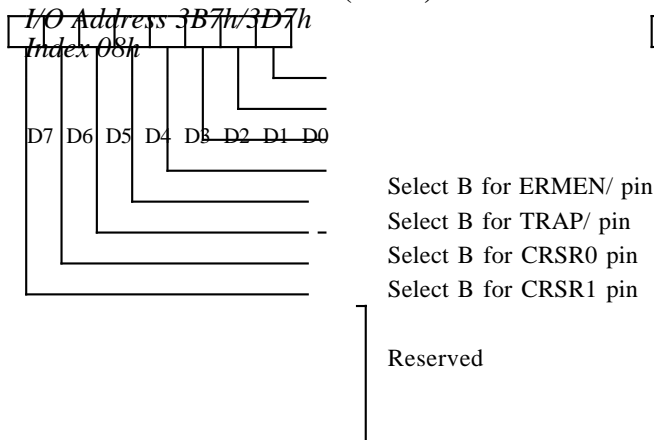 I/O Address 3B7h/3D7h
Index 08h
D7 D6 D5 D4 D3 D2 D1 D0
Select B for ERMEN/ pin
Select B for TRAP/ pin
Select B for CRSR0 pin
Select B for CRSR1 pin
Reserved